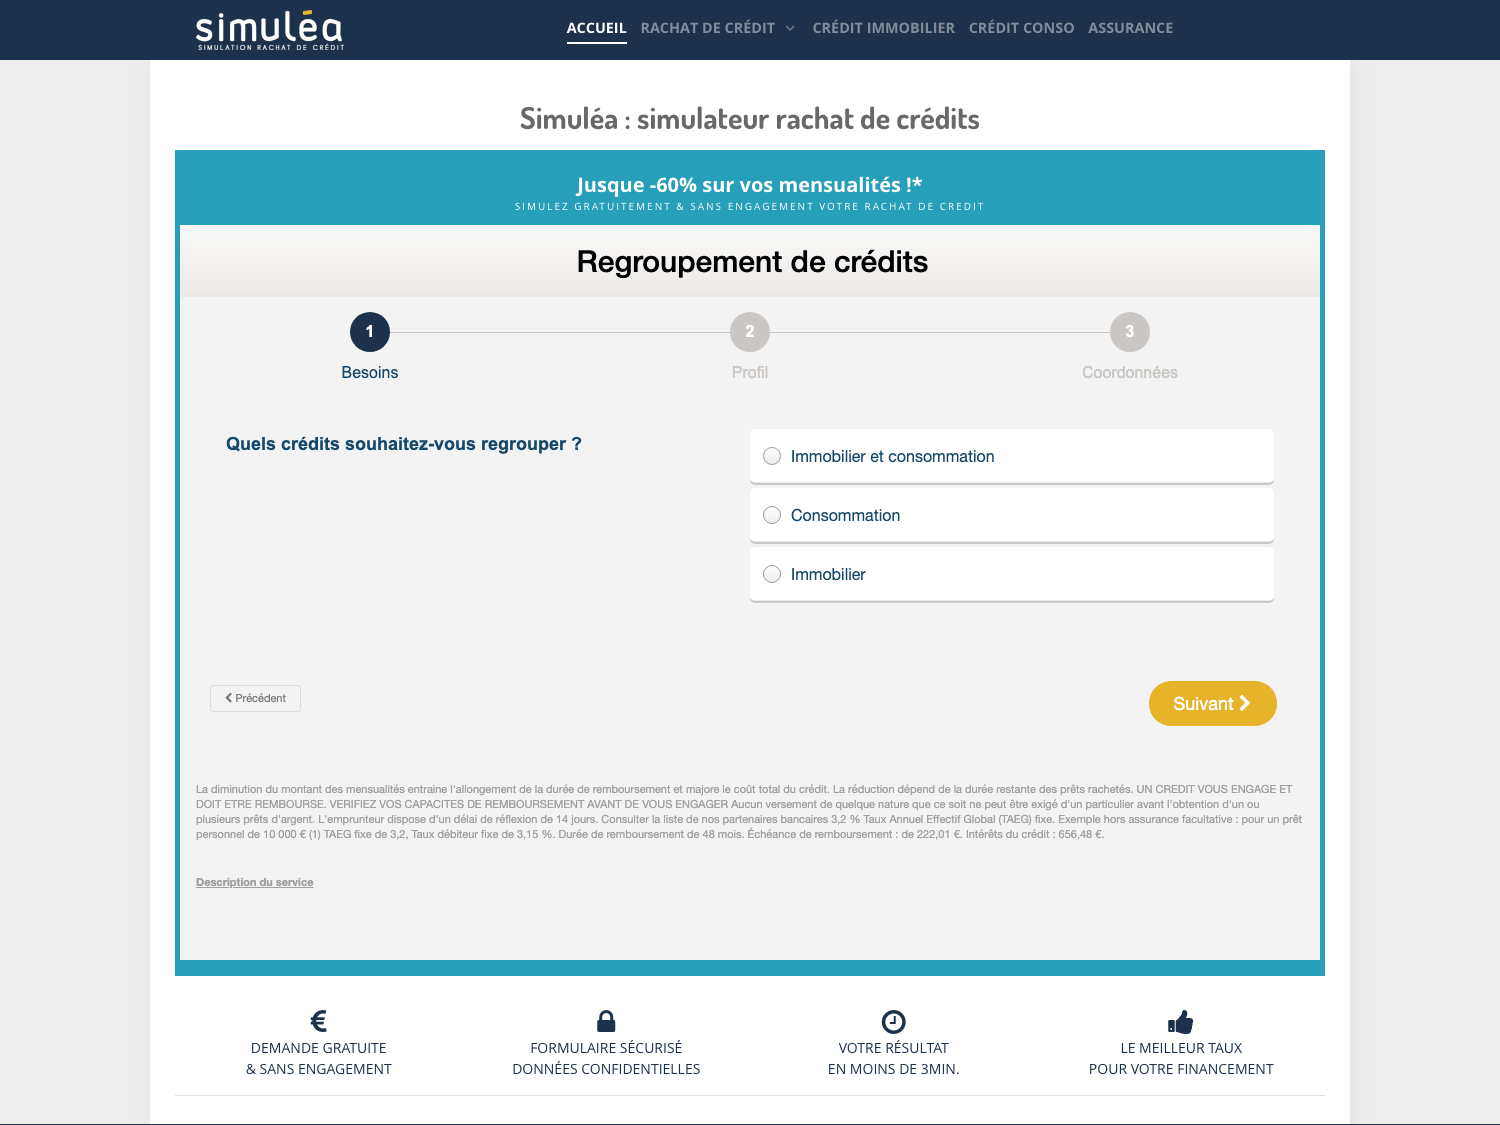 simuléa
SIMULATION RACHAT DE CRÉDIT
ACCUEIL RACHAT DE CRÉDIT CRÉDIT IMMOBILIER CRÉDIT CONSO ASSURANCE
Simuléa : simulateur rachat de crédits
Jusque -60% sur vos mensualités !*
SIMULEZ GRATUITEMENT & SANS ENGAGEMENT VOTRE RACHAT DE CREDIT
Regroupement de crédits
1 2 3
Besoins Profil Coordonnées
Quels crédits souhaitez-vous regrouper ?
Immobilier et consommation
Consommation
Immobilier
Précédent
Suivant
La diminution du montant des mensualités entraine l'allongement de la durée de remboursement et majore le coût total du crédit. La réduction dépend de la durée restante des prêts rachetés. UN CREDIT VOUS ENGAGE ET
DOIT ETRE REMBOURSE. VERIFIEZ VOS CAPACITES DE REMBOURSEMENT AVANT DE VOUS ENGAGER Aucun versement de quelque nature que ce soit ne peut être exigé d'un particulier avant l'obtention d'un ou
plusieurs prêts d'argent. L'emprunteur dispose d'un délai de réflexion de 14 jours. Consulter la liste de nos partenaires bancaires 3,2 % Taux Annuel Effectif Global (TAEG) fixe. Exemple hors assurance facultative : pour un prêt
personnel de 10 000 € (1) TAEG fixe de 3,2, Taux débiteur fixe de 3,15 %. Durée de remboursement de 48 mois. Échéance de remboursement : de 222,01 €. Intérêts du crédit : 656,48 €.
Description du service
DEMANDE GRATUITE
& SANS ENGAGEMENT
FORMULAIRE SÉCURISÉ
DONNÉES CONFIDENTIELLES
VOTRE RÉSULTAT
EN MOINS DE 3MIN.
LE MEILLEUR TAUX
POUR VOTRE FINANCEMENT